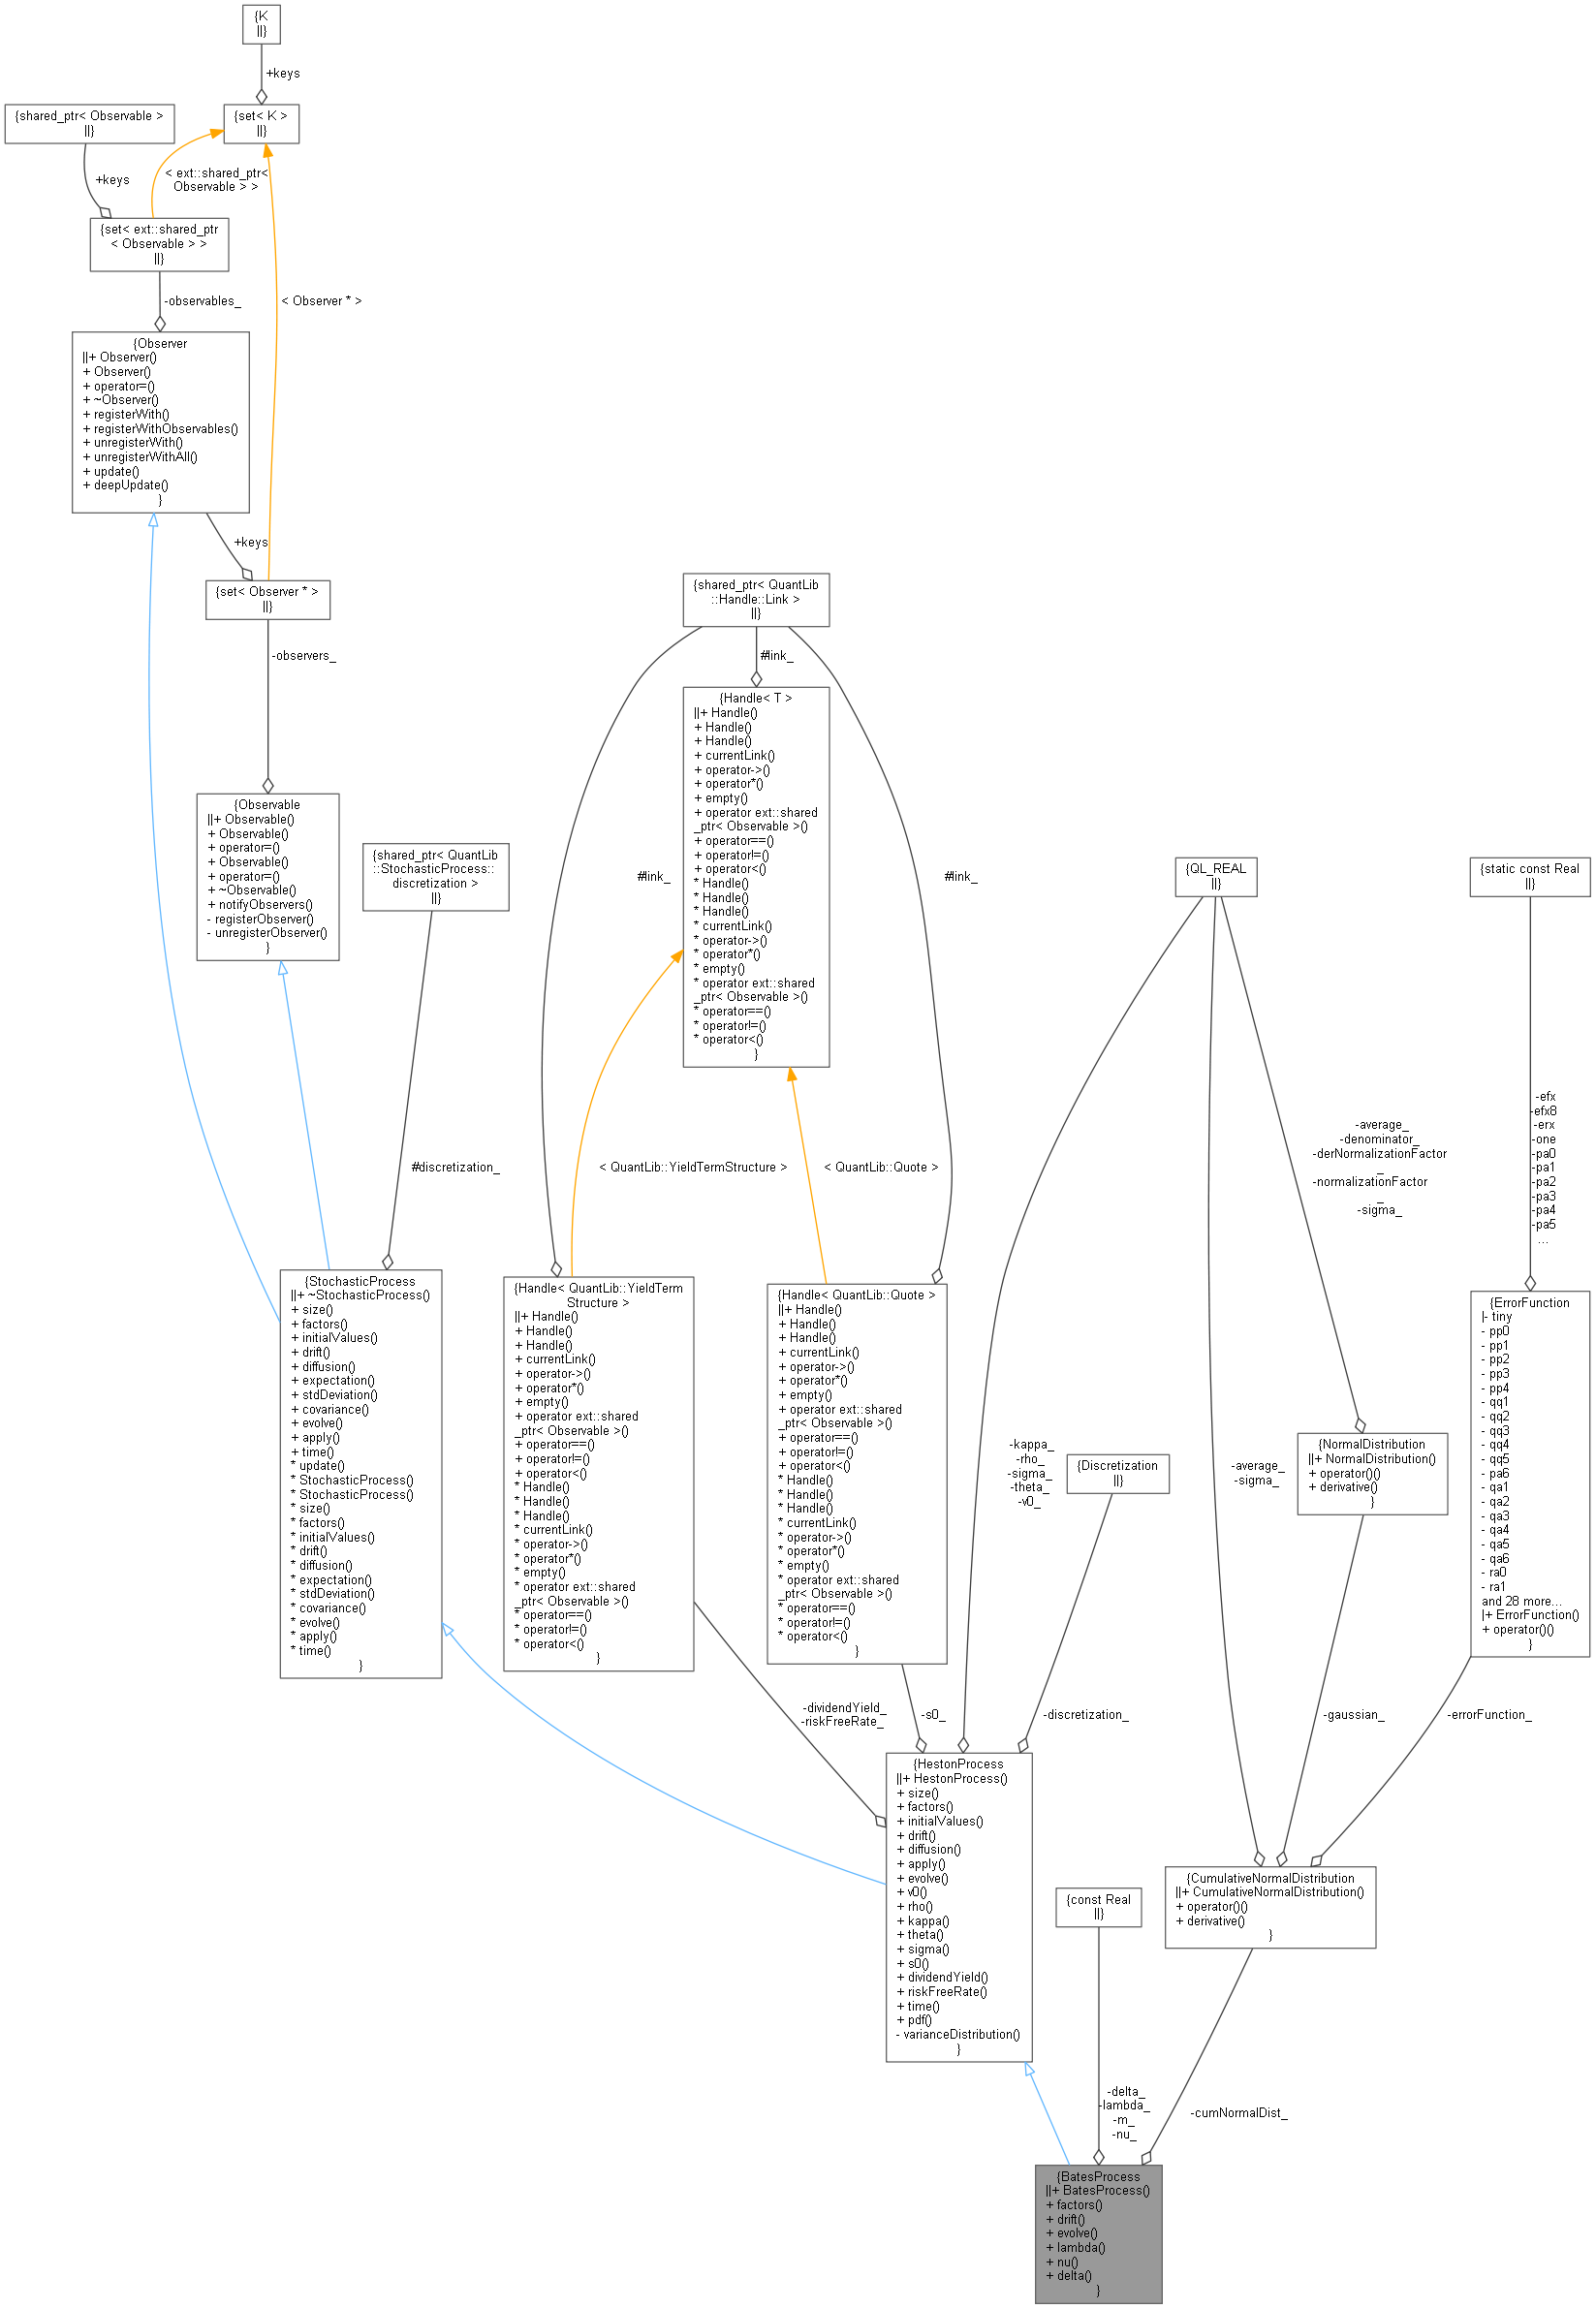 {K
||}
+keys
{shared_ptr< Observable >
||}
{set< K >
||}
+keys
< ext::shared_ptr<
Observable > >
{set< ext::shared_ptr
< Observable > >
||}
-observables_
< Observer * >
{Observer
||+ Observer()
+ Observer()
+ operator=()
+ ~Observer()
+ registerWith()
+ registerWithObservables()
+ unregisterWith()
+ unregisterWithAll()
+ update()
+ deepUpdate()
}
+keys
{set< Observer * >
||}
-observers_
{shared_ptr< QuantLib
::Handle::Link >
||}
#link_
{Handle< T >
||+ Handle()
+ Handle()
+ Handle()
+ currentLink()
+ operator->()
+ operator*()
+ empty()
+ operator ext::shared
_ptr< Observable >()
+ operator==()
+ operator!=()
+ operator<()
* Handle()
* Handle()
* Handle()
* currentLink()
* operator->()
* operator*()
* empty()
* operator ext::shared
_ptr< Observable >()
* operator==()
* operator!=()
* operator<()
}
{Observable
||+ Observable()
+ Observable()
+ operator=()
+ Observable()
+ operator=()
+ ~Observable()
+ notifyObservers()
- registerObserver()
- unregisterObserver()
}
{shared_ptr< QuantLib
::StochasticProcess::
discretization >
||}
#link_
#link_
{QL_REAL
||}
{static const Real
||}
#discretization_
< QuantLib::YieldTermStructure >
< QuantLib::Quote >
-average_
-denominator_
-derNormalizationFactor
_
-normalizationFactor
_
-sigma_
-efx
-efx8
-erx
-one
-pa0
-pa1
-pa2
-pa3
-pa4
-pa5
...
{StochasticProcess
||+ ~StochasticProcess()
+ size()
+ factors()
+ initialValues()
+ drift()
+ diffusion()
+ expectation()
+ stdDeviation()
+ covariance()
+ evolve()
+ apply()
+ time()
* update()
* StochasticProcess()
* StochasticProcess()
* size()
* factors()
* initialValues()
* drift()
* diffusion()
* expectation()
* stdDeviation()
* covariance()
* evolve()
* apply()
* time()
}
{Handle< QuantLib::YieldTerm
Structure >
||+ Handle()
+ Handle()
+ Handle()
+ currentLink()
+ operator->()
+ operator*()
+ empty()
+ operator ext::shared
_ptr< Observable >()
+ operator==()
+ operator!=()
+ operator<()
* Handle()
* Handle()
* Handle()
* currentLink()
* operator->()
* operator*()
* empty()
* operator ext::shared
_ptr< Observable >()
* operator==()
* operator!=()
* operator<()
}
{Handle< QuantLib::Quote >
||+ Handle()
+ Handle()
+ Handle()
+ currentLink()
+ operator->()
+ operator*()
+ empty()
+ operator ext::shared
_ptr< Observable >()
+ operator==()
+ operator!=()
+ operator<()
* Handle()
* Handle()
* Handle()
* currentLink()
* operator->()
* operator*()
* empty()
* operator ext::shared
_ptr< Observable >()
* operator==()
* operator!=()
* operator<()
}
-kappa_
-rho_
-sigma_
-theta_
-v0_
{Discretization
||}
-average_
-sigma_
{NormalDistribution
||+ NormalDistribution()
+ operator()()
+ derivative()
}
{ErrorFunction
|- tiny
- pp0
- pp1
- pp2
- pp3
- pp4
- qq1
- qq2
- qq3
- qq4
- qq5
- pa6
- qa1
- qa2
- qa3
- qa4
- qa5
- qa6
- ra0
- ra1
and 28 more...
|+ ErrorFunction()
+ operator()()
}
-dividendYield_
-riskFreeRate_
-s0_
-discretization_
-gaussian_
-errorFunction_
{HestonProcess
||+ HestonProcess()
+ size()
+ factors()
+ initialValues()
+ drift()
+ diffusion()
+ apply()
+ evolve()
+ v0()
+ rho()
+ kappa()
+ theta()
+ sigma()
+ s0()
+ dividendYield()
+ riskFreeRate()
+ time()
+ pdf()
- varianceDistribution()
}
{const Real
||}
{CumulativeNormalDistribution
||+ CumulativeNormalDistribution()
+ operator()()
+ derivative()
}
-delta_
-lambda_
-m_
-nu_
-cumNormalDist_
{BatesProcess
||+ BatesProcess()
+ factors()
+ drift()
+ evolve()
+ lambda()
+ nu()
+ delta()
}